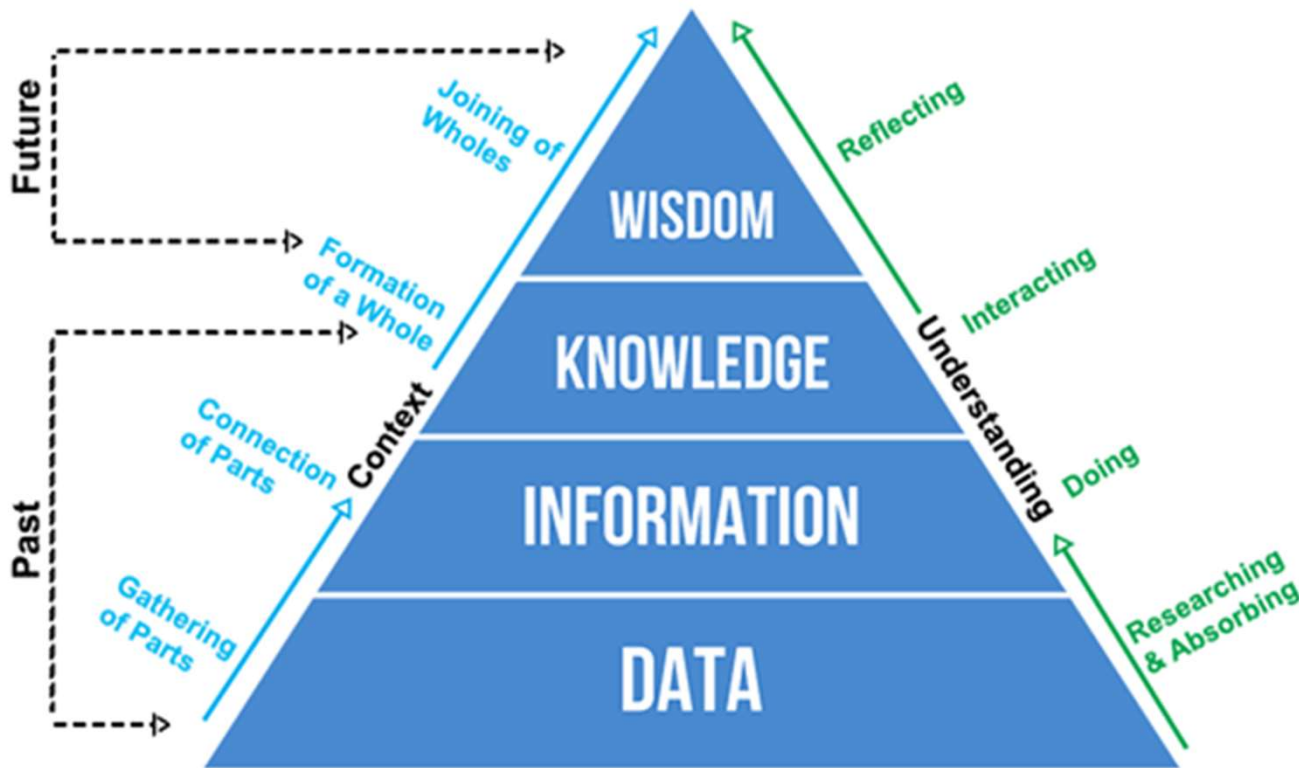 Future
Joining of
Wholes
Reflecting
WISDOM
Formation
of a Whole
Interacting
KNOWLEDGE
Context
Understanding
Connection
of Parts
Doing
INFORMATION
Past
Gathering
of Parts
Researching
& Absorbing
DATA